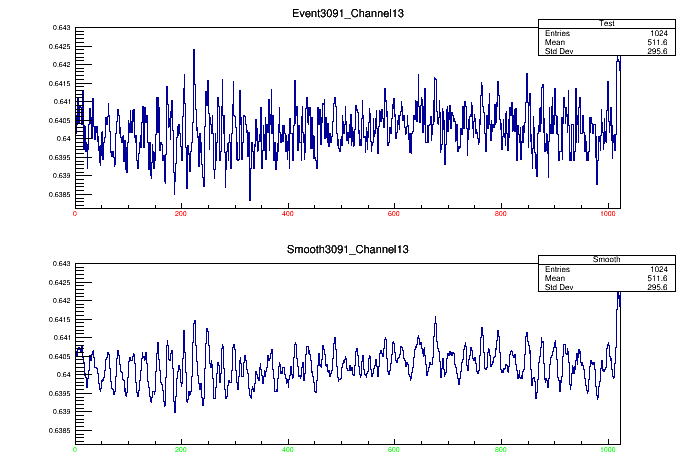 Event3091_Channel13
Test
Entries 1024
Mean 511.6
Std Dev 295.6
0.643
0.6425
0.642
0.6415
0.641
0.6405
0.64
0.6395
0.639
0.6385
0 200 400 600 800 1000
Smooth3091_Channel13
Smooth
Entries 1024
Mean 511.6
Std Dev 295.6
0.643
0.6425
0.642
0.6415
0.641
0.6405
0.64
0.6395
0.639
0.6385
0 200 400 600 800 1000